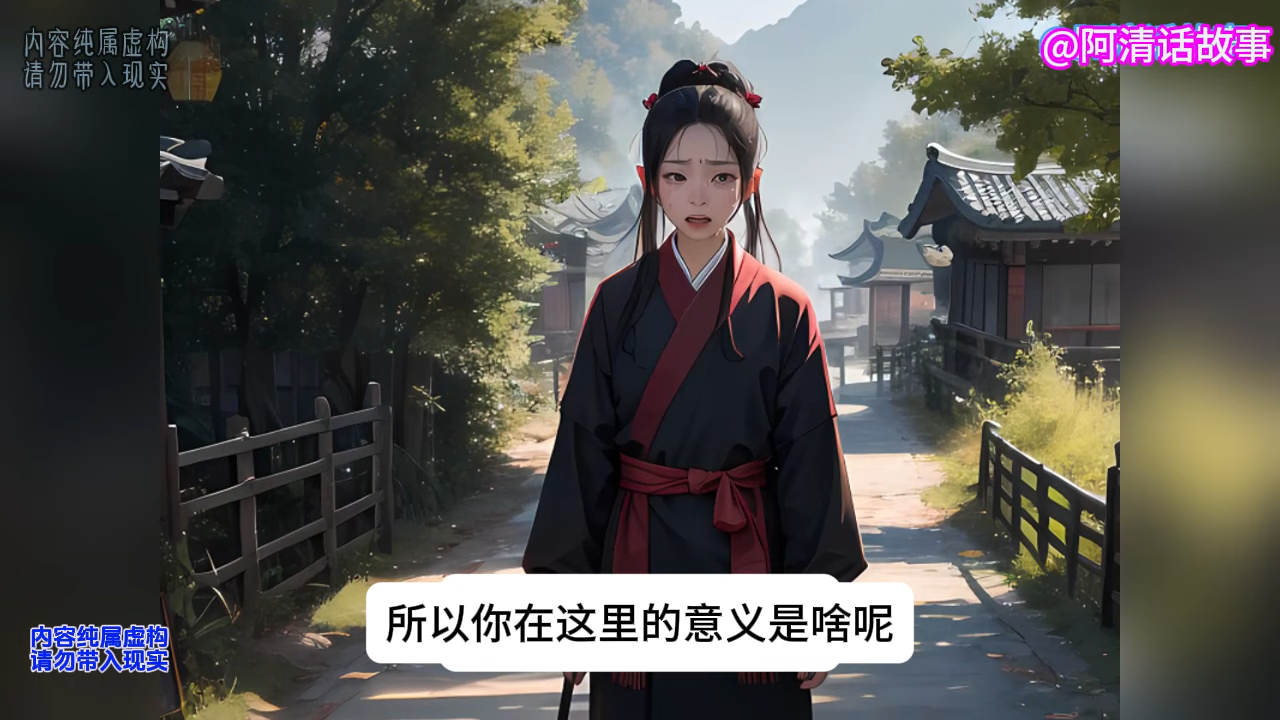 内容纯属虚构
请勿带入现实
@阿清话故事
所以你在这里的意义是啥呢
内容纯属虚构
请勿带入现实